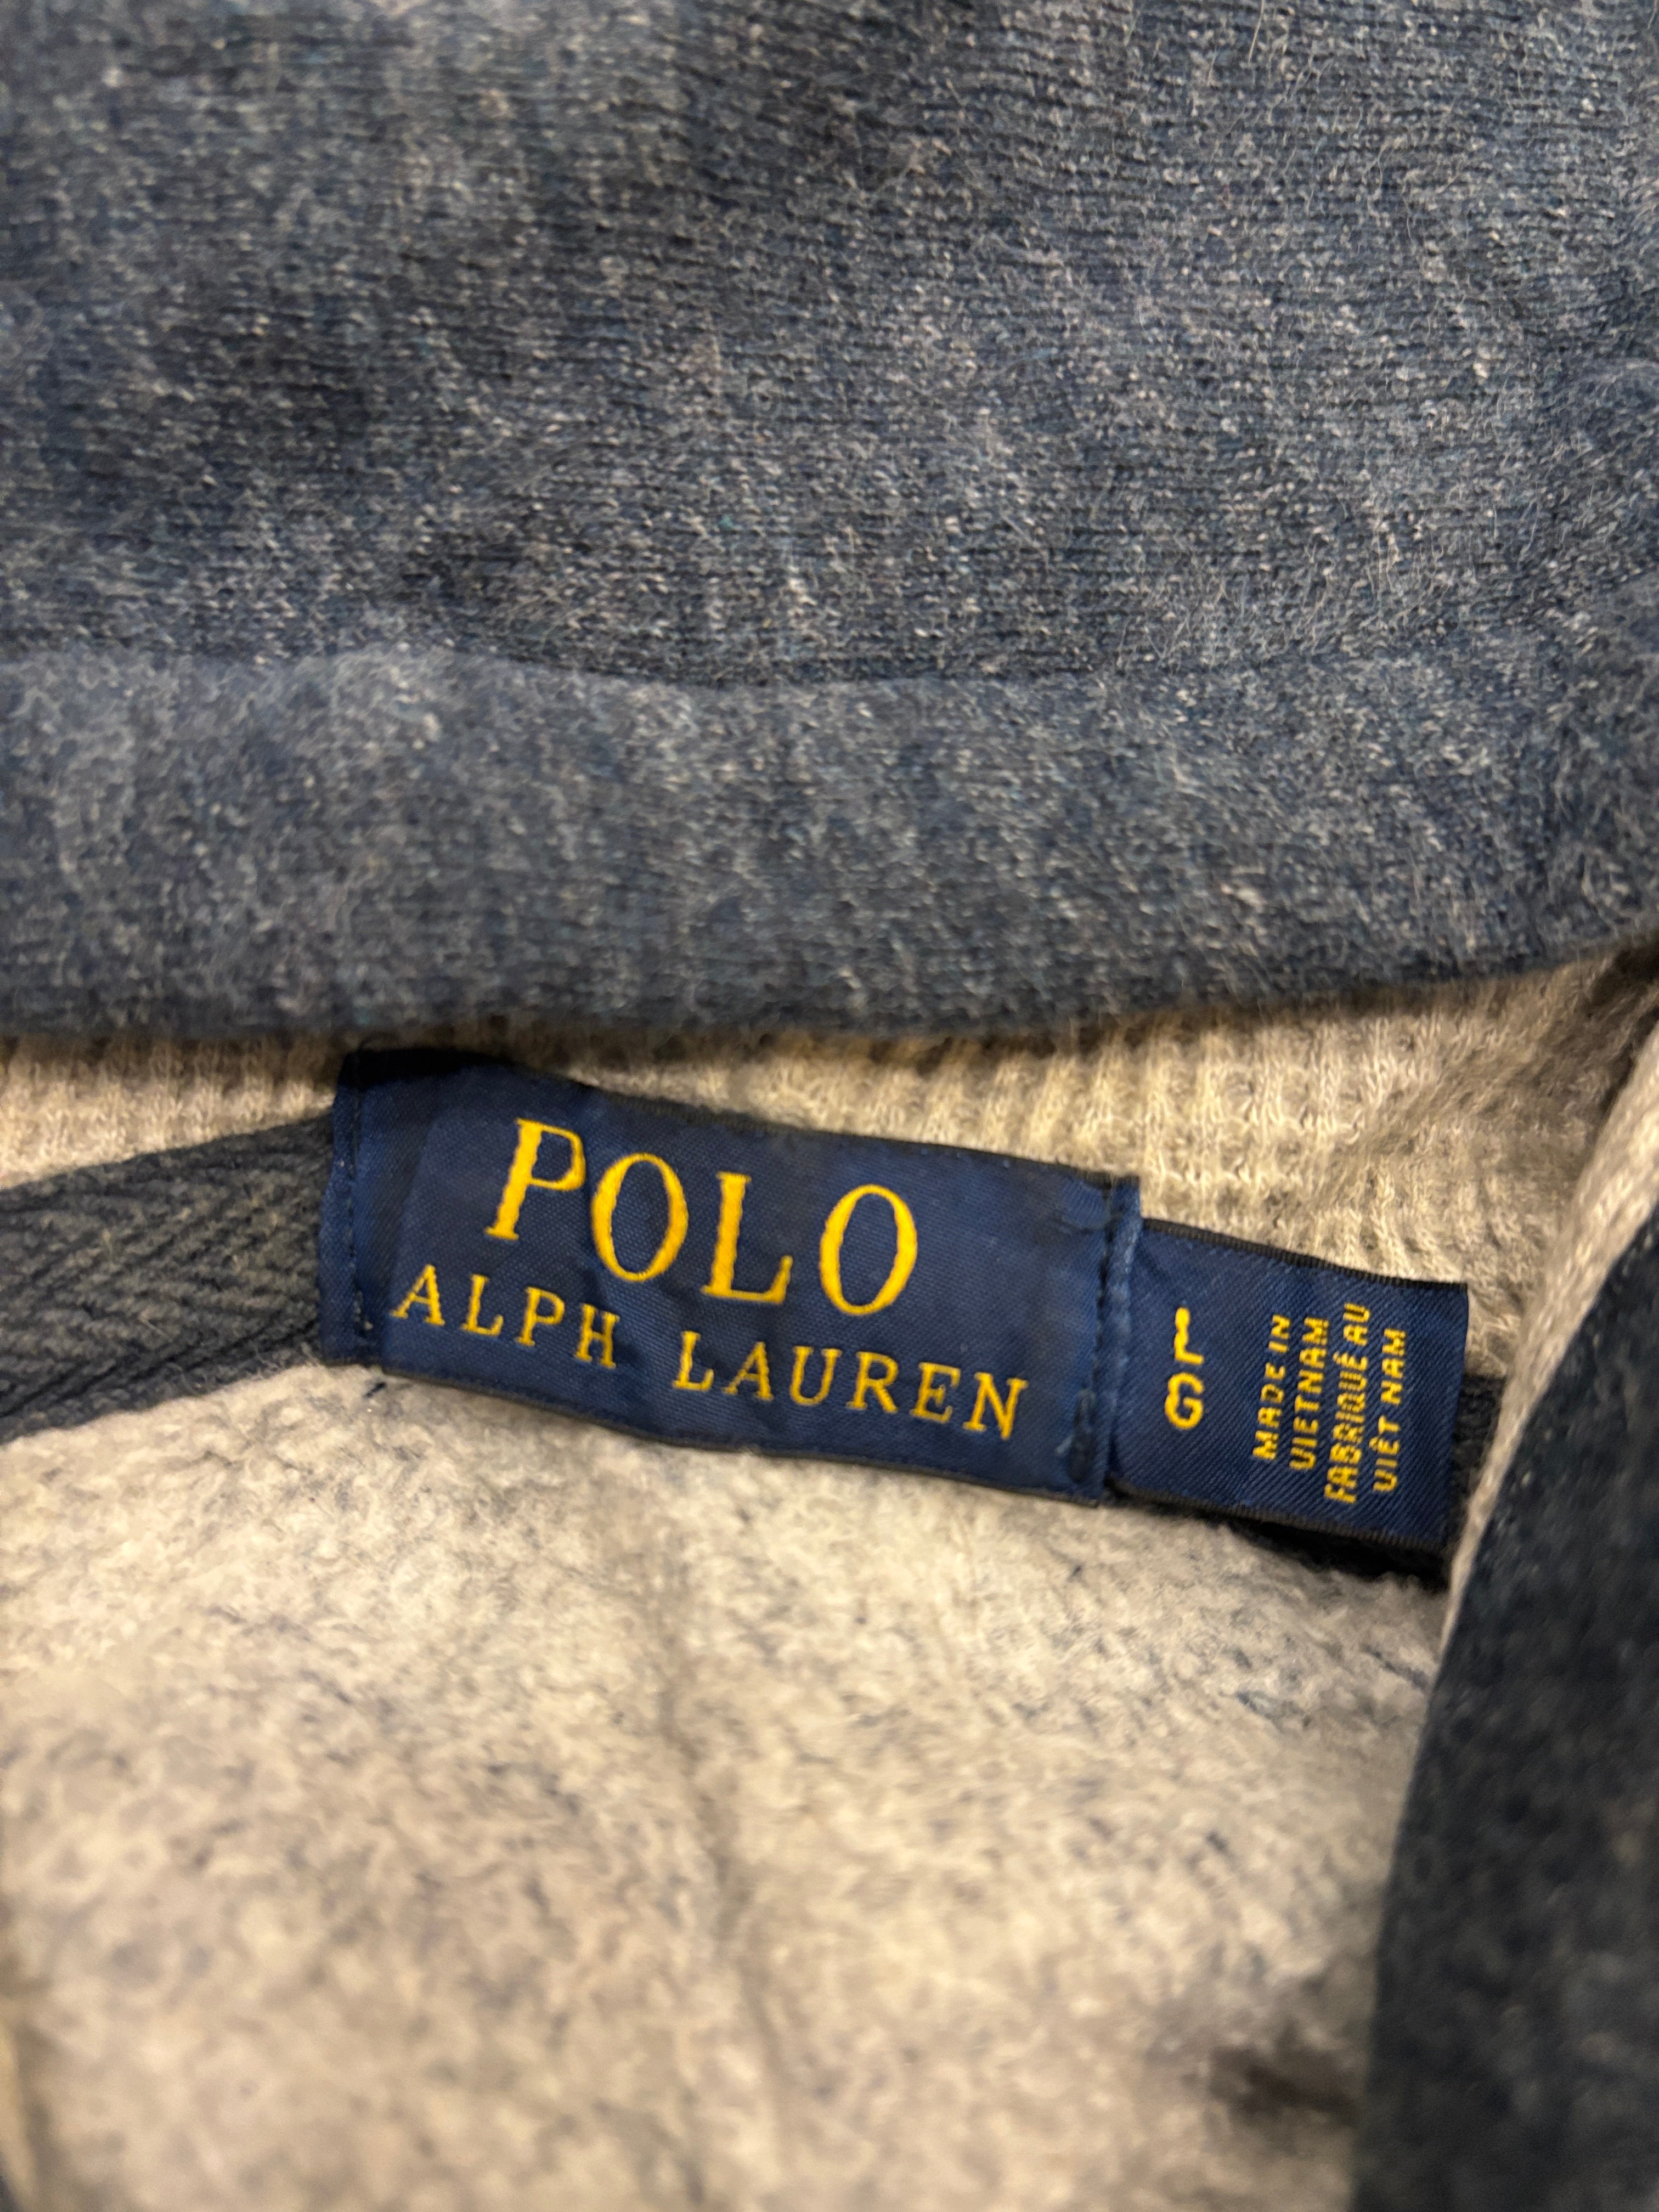 POLO
ALPH LAUREN
L
G
MADE IN
VIETNAM
FABRIQUÉ AU
VIÊT NAM